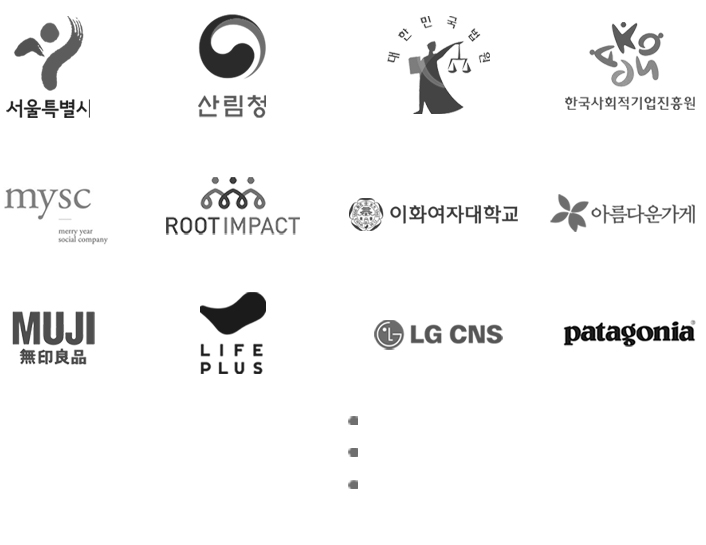 서울특별시
산림청
대한민국법원
한국사회적기업진흥원
mysc
merry year
social company
ROOTIMPACT
이화여자대학교
아름다운가게
MUJI
無印良品
LIFE
PLUS
LG CNS
patagonia®